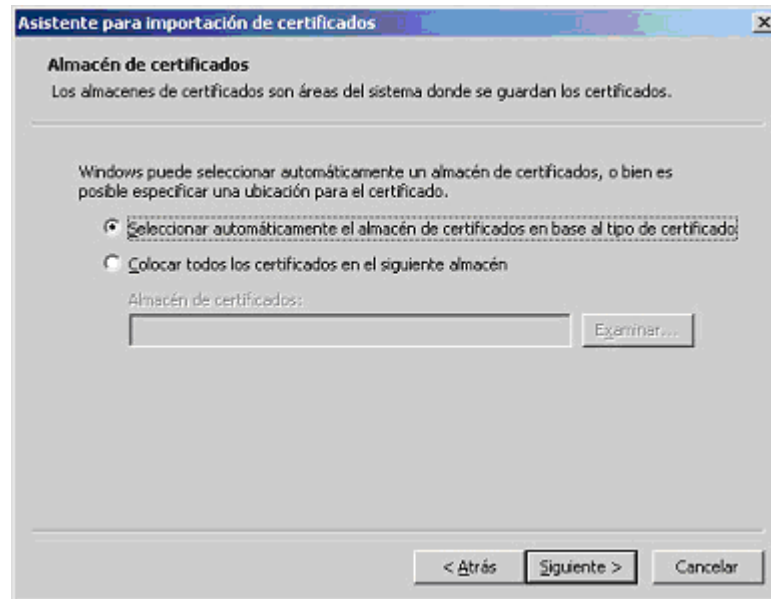 Asistente para importación de certificados
Almacén de certificados
Los almacenes de certificados son áreas del sistema donde se guardan los certificados.
Windows puede seleccionar automáticamente un almacén de certificados, o bien es
posible especificar una ubicación para el certificado.
Seleccionar automáticamente el almacén de certificados en base al tipo de certificado
Colocar todos los certificados en el siguiente almacén
Almacén de certificados:
Examinar...
< Atrás Siguiente > Cancelar